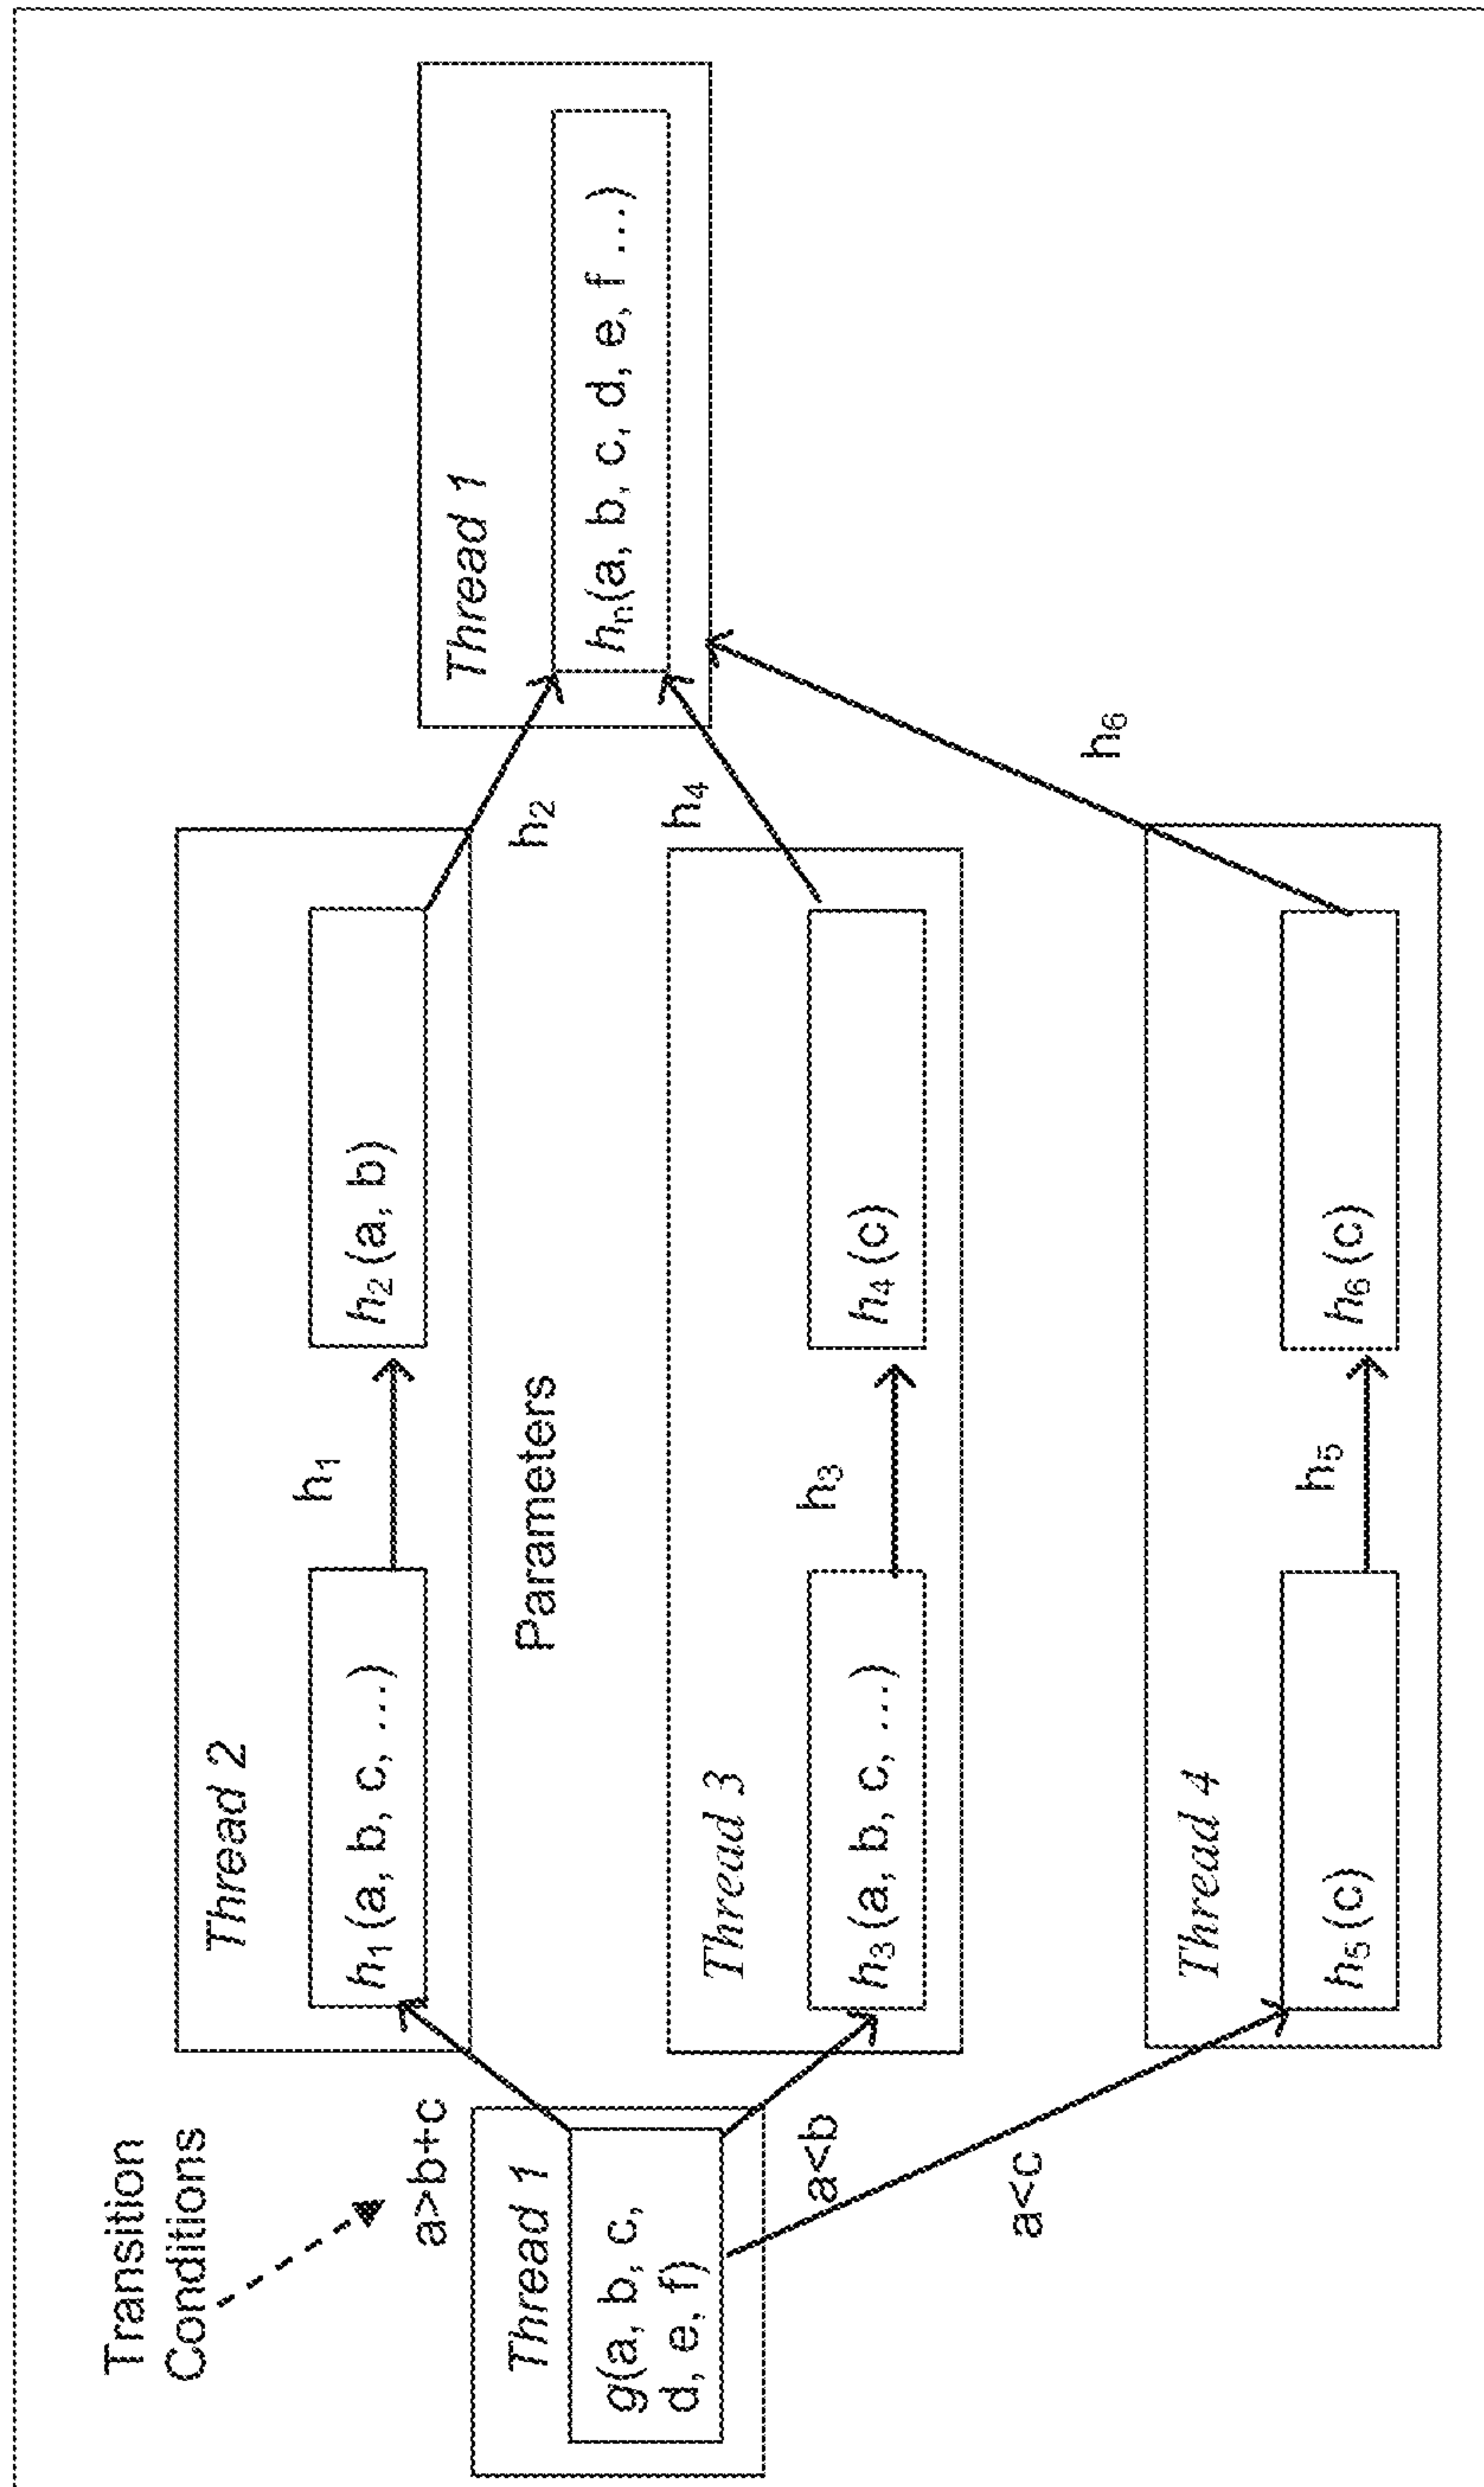 Transition
Conditions
a>b+c
Thread 1
g(a, b, c,
d, e, f)
a<b
a<c
Thread 2
h₁(a, b, c, ...)
h₁
h₂(a, b)
h₂
Parameters
Thread 3
h₃(a, b, c, ...)
h₃
h₄(c)
h₄
Thread 4
h₅(c)
h₅
h₆(c)
h₆
Thread 1
hₙ(a, b, c, d, e, f ...)